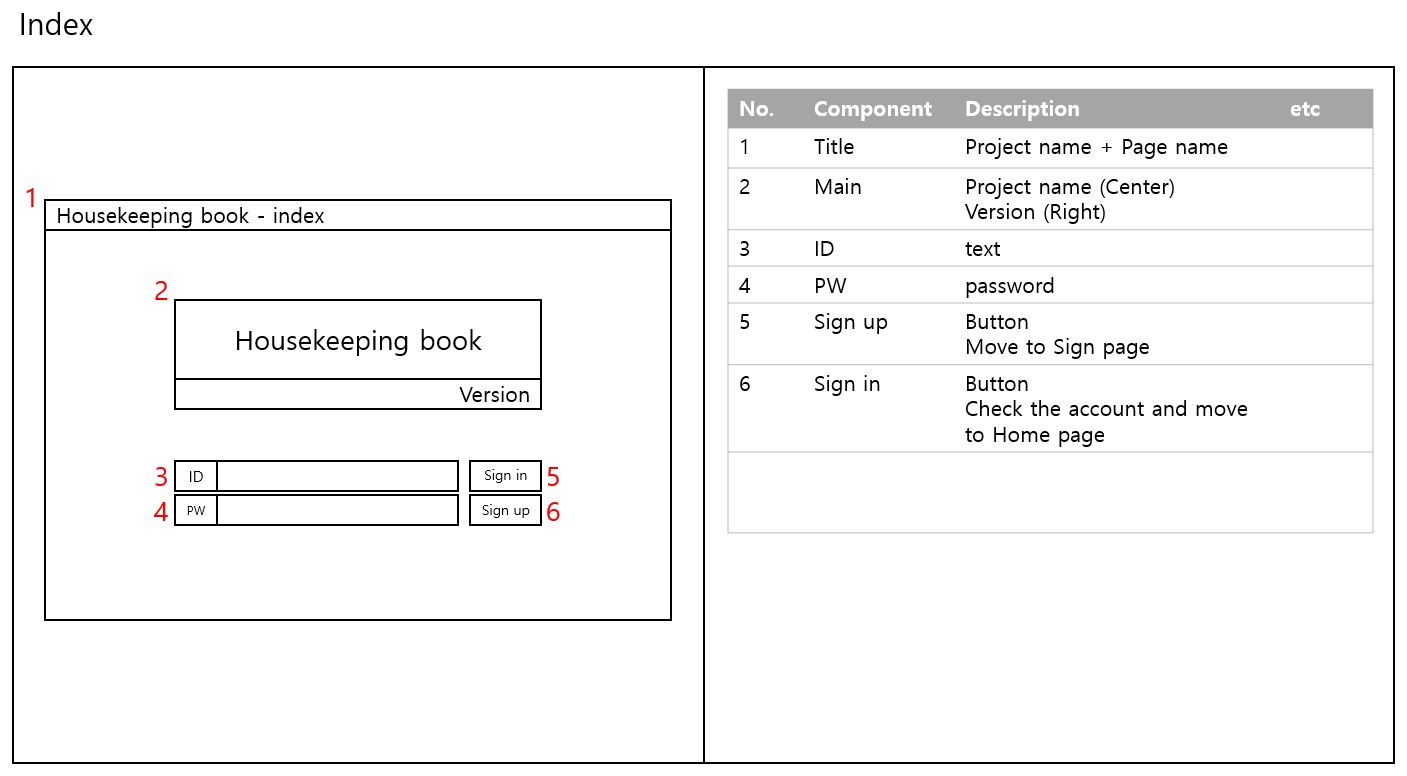 Index
1
Housekeeping book - index
2
Housekeeping book
Version
3 ID Sign in 5
4 PW Sign up 6
No. Component Description etc
1 Title Project name + Page name
2 Main Project name (Center)
Version (Right)
3 ID text
4 PW password
5 Sign up Button
Move to Sign page
6 Sign in Button
Check the account and move
to Home page